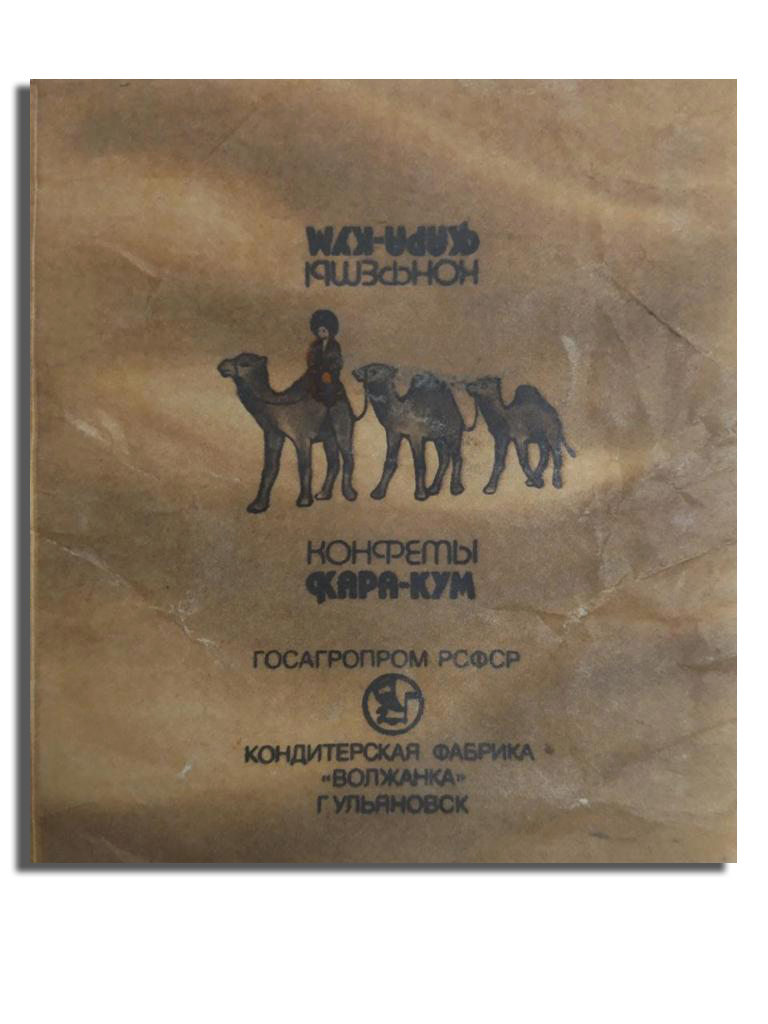 КАРА-КУМ
КОНФЕТЫ
КОНФЕТЫ
КАРА-КУМ
ГОСАГРОПРОМ РСФСР
КОНДИТЕРСКАЯ ФАБРИКА
«ВОЛЖАНКА»
Г УЛЬЯНОВСК